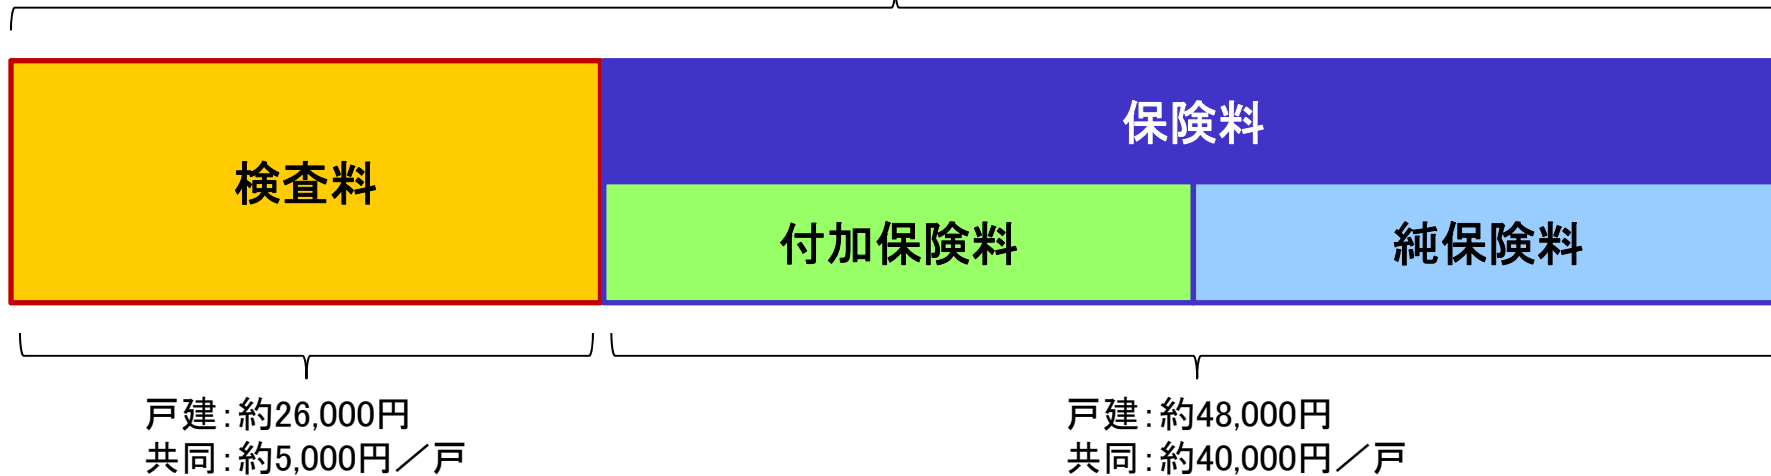 保険料
検査料
付加保険料
純保険料
戸建：約26,000円
共同：約5,000円／戸
戸建：約48,000円
共同：約40,000円／戸